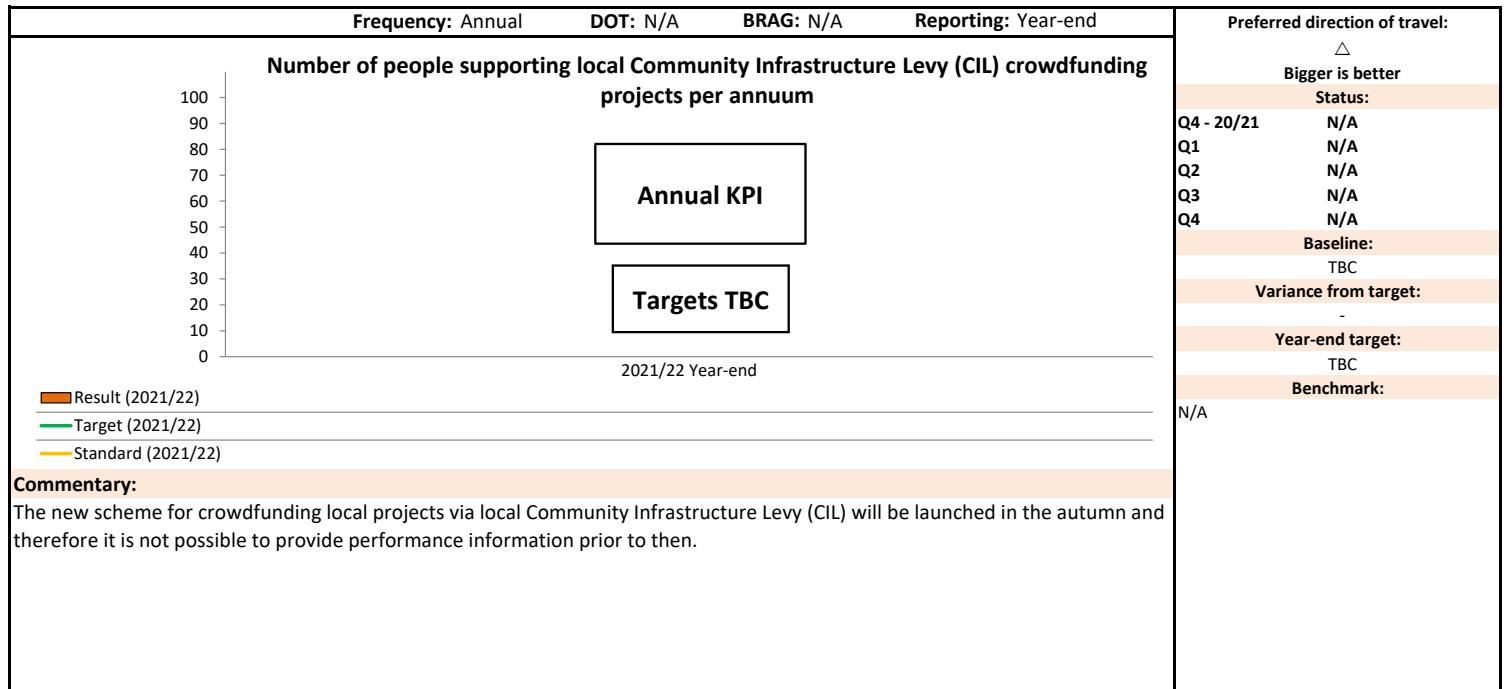 Frequency: Annual DOT: N/A BRAG: N/A Reporting: Year-end
Number of people supporting local Community Infrastructure Levy (CIL) crowdfunding
projects per annuum
100
90
80
70
60
50
40
30
20
10
0
Annual KPI
Targets TBC
2021/22 Year-end
Result (2021/22)
Target (2021/22)
Standard (2021/22)
Commentary:
The new scheme for crowdfunding local projects via local Community Infrastructure Levy (CIL) will be launched in the autumn and
therefore it is not possible to provide performance information prior to then.
Preferred direction of travel:
△
Bigger is better
Status:
Q4 - 20/21 N/A
Q1 N/A
Q2 N/A
Q3 N/A
Q4 N/A
Baseline:
TBC
Variance from target:
-
Year-end target:
TBC
Benchmark:
N/A